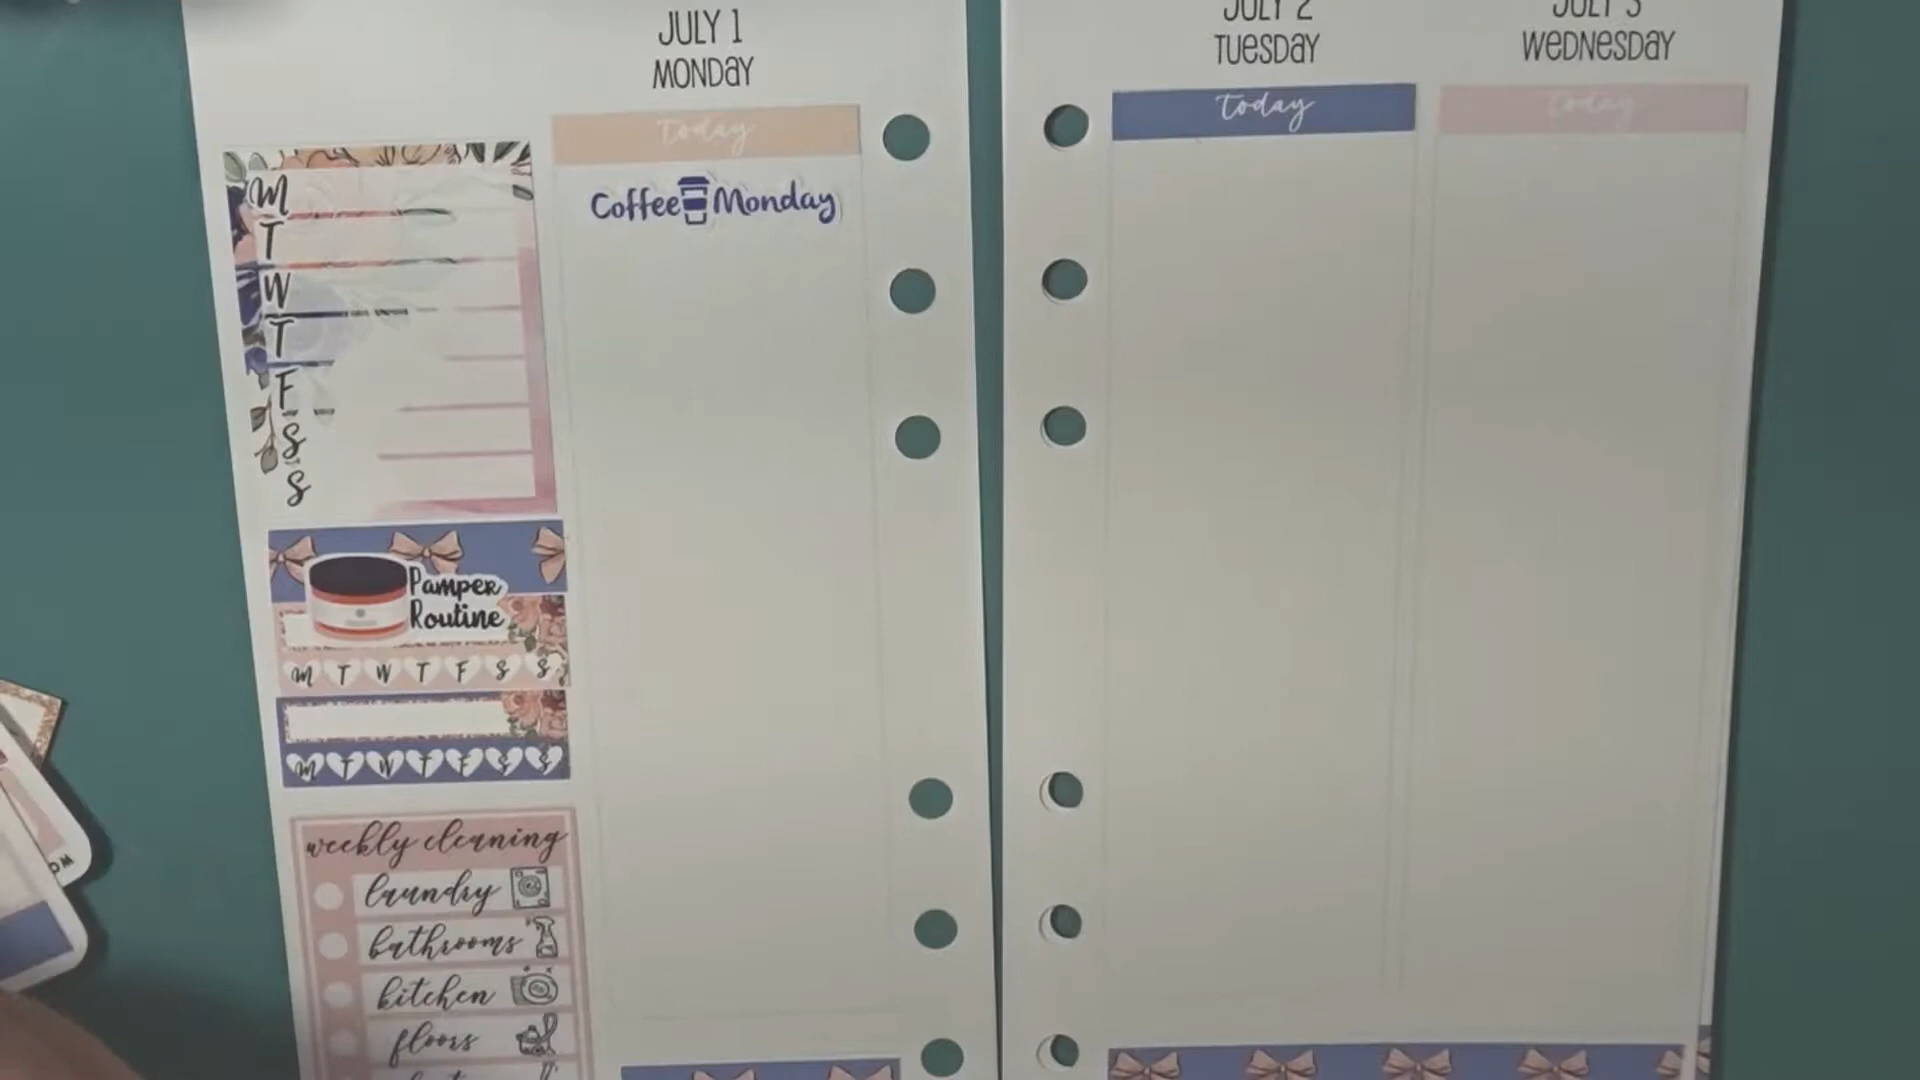 JULY 1
MONDAY
today
Coffee Monday
M
T
W
T
F
S
S
Pamper
Routine
M T W T F S S
M T W T F S S
weekly cleaning
laundry
bathrooms
kitchen
floors
JULY 2
TUESDAY
today
JULY 3
WEDNESDAY
today